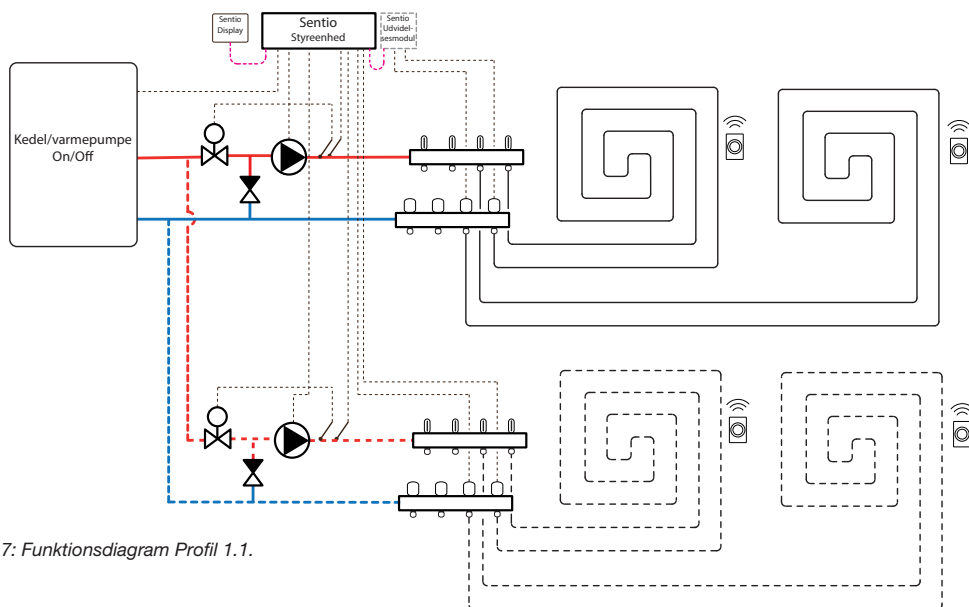 Sentio
Display
Sentio
Styreenhed
Sentio
Udvidel-
sesmodul
Kedel/varmepumpe
On/Off
7: Funktionsdiagram Profil 1.1.